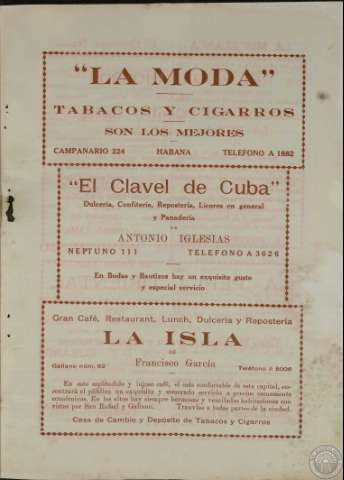 "LA MODA"
TABACOS Y CIGARROS
SON LOS MEJORES
CAMPANARIO 224 HABANA TELEFONO A 1882
"El Clavel de Cuba"
Dulcería, Confitería, Repostería, Licores en general
y Panadería
DE
ANTONIO IGLESIAS
NEPTUNO 111 TELEFONO A 3626
En Bodas y Bautizos hay un exquisito gusto
y especial servicio
Gran Café, Restaurant, Lunch, Dulcería y Repostería
LA ISLA
DE
Francisco García
Galiano núm. 82 Teléfono A 5006
En este espléndido y lujoso café, el más confortable de esta capital, en-
contrará el público un exquisito y esmerado servicio a precios sumamente
económicos. En los altos hay siempre hermosas y ventiladas habitaciones con
vistas por San Rafael y Galiano. Tranvías a todas partes de la ciudad.
Casa de Cambio y Depósito de Tabacos y Cigarros